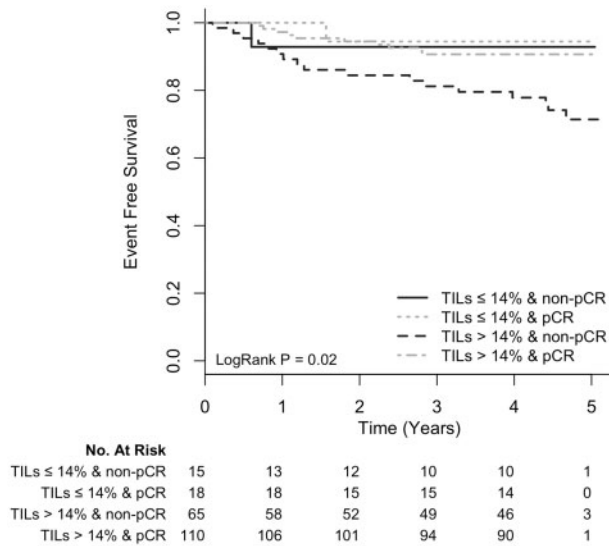 1.0
0.8
0.6
0.4
0.2
0.0
Event Free Survival
TILs ≤ 14% & non-pCR
TILs ≤ 14% & pCR
TILs > 14% & non-pCR
TILs > 14% & pCR
LogRank P = 0.02
0 1 2 3 4 5
Time (Years)
No. At Risk
TILs ≤ 14% & non-pCR 15 13 12 10 10 1
TILs ≤ 14% & pCR 18 18 15 15 14 0
TILs > 14% & non-pCR 65 58 52 49 46 3
TILs > 14% & pCR 110 106 101 94 90 1